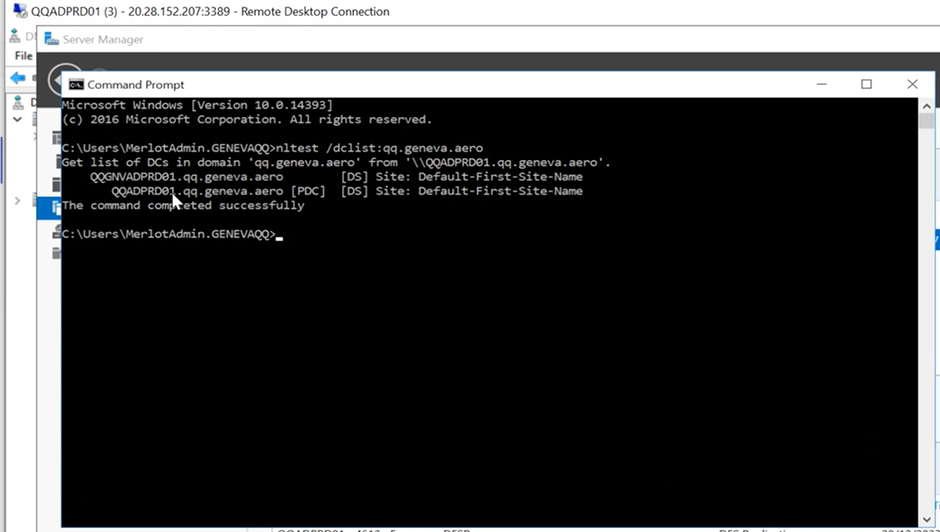 QQADPRD01 (3) - 20.28.152.207:3389 - Remote Desktop Connection
Server Manager
File
Command Prompt
Microsoft Windows [Version 10.0.14393]
(c) 2016 Microsoft Corporation. All rights reserved.
C:\Users\MerlotAdmin.GENEVAQQ>nltest /dclist:qq.geneva.aero
Get list of DCs in domain 'qq.geneva.aero' from '\\QQADPRD01.qq.geneva.aero'.
QQGNVADPRD01.qq.geneva.aero [DS] Site: Default-First-Site-Name
QQADPRD01.qq.geneva.aero [PDC] [DS] Site: Default-First-Site-Name
The command completed successfully
C:\Users\MerlotAdmin.GENEVAQQ>